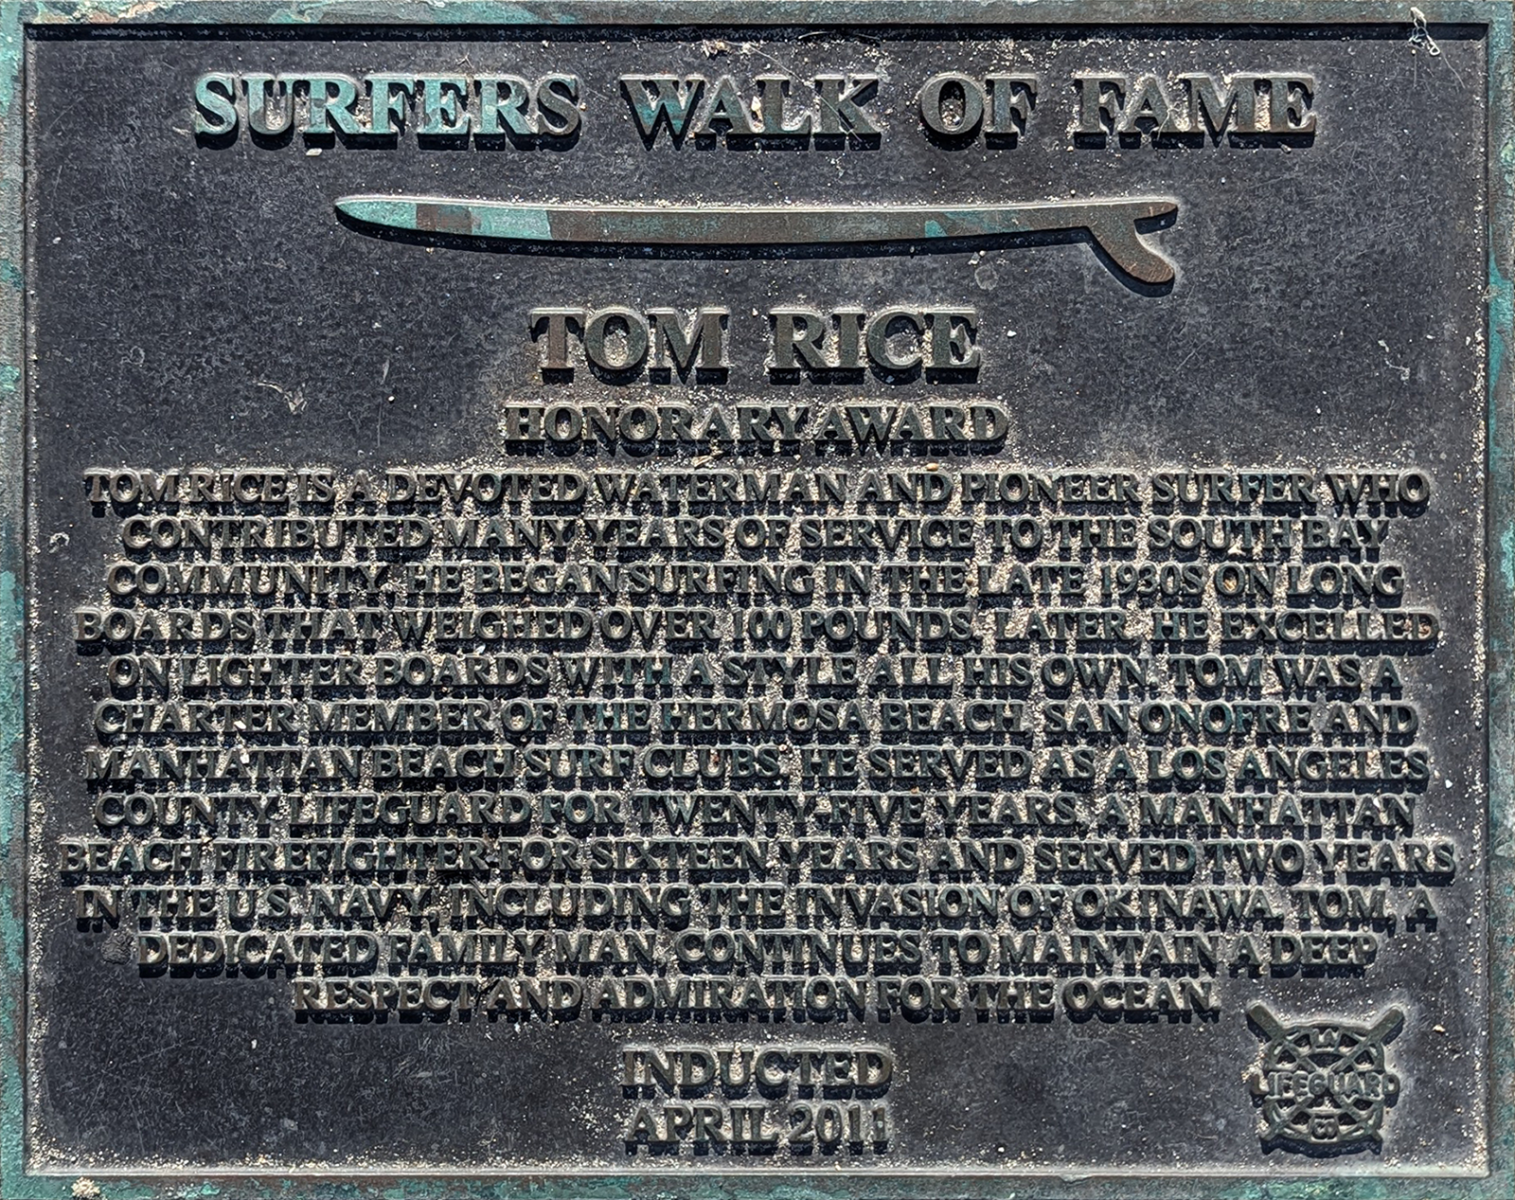 SURFERS WALK OF FAME
TOM RICE
HONORARY AWARD
TOM RICE IS A DEVOTED WATERMAN AND PIONEER SURFER WHO
CONTRIBUTED MANY YEARS OF SERVICE TO THE SOUTH BAY
COMMUNITY. HE BEGAN SURFING IN THE LATE 1930S ON LONG
BOARDS THAT WEIGHED OVER 100 POUNDS. LATER, HE EXCELLED
ON LIGHTER BOARDS WITH A STYLE ALL HIS OWN. TOM WAS A
CHARTER MEMBER OF THE HERMOSA BEACH, SAN ONOFRE AND
MANHATTAN BEACH SURF CLUBS. HE SERVED AS A LOS ANGELES
COUNTY LIFEGUARD FOR TWENTY-FIVE YEARS, A MANHATTAN
BEACH FIREFIGHTER FOR SIXTEEN YEARS AND SERVED TWO YEARS
IN THE U.S. NAVY, INCLUDING THE INVASION OF OKINAWA. TOM, A
DEDICATED FAMILY MAN, CONTINUES TO MAINTAIN A DEEP
RESPECT AND ADMIRATION FOR THE OCEAN.
INDUCTED
APRIL 2011
LA
LIFEGUARD
CO